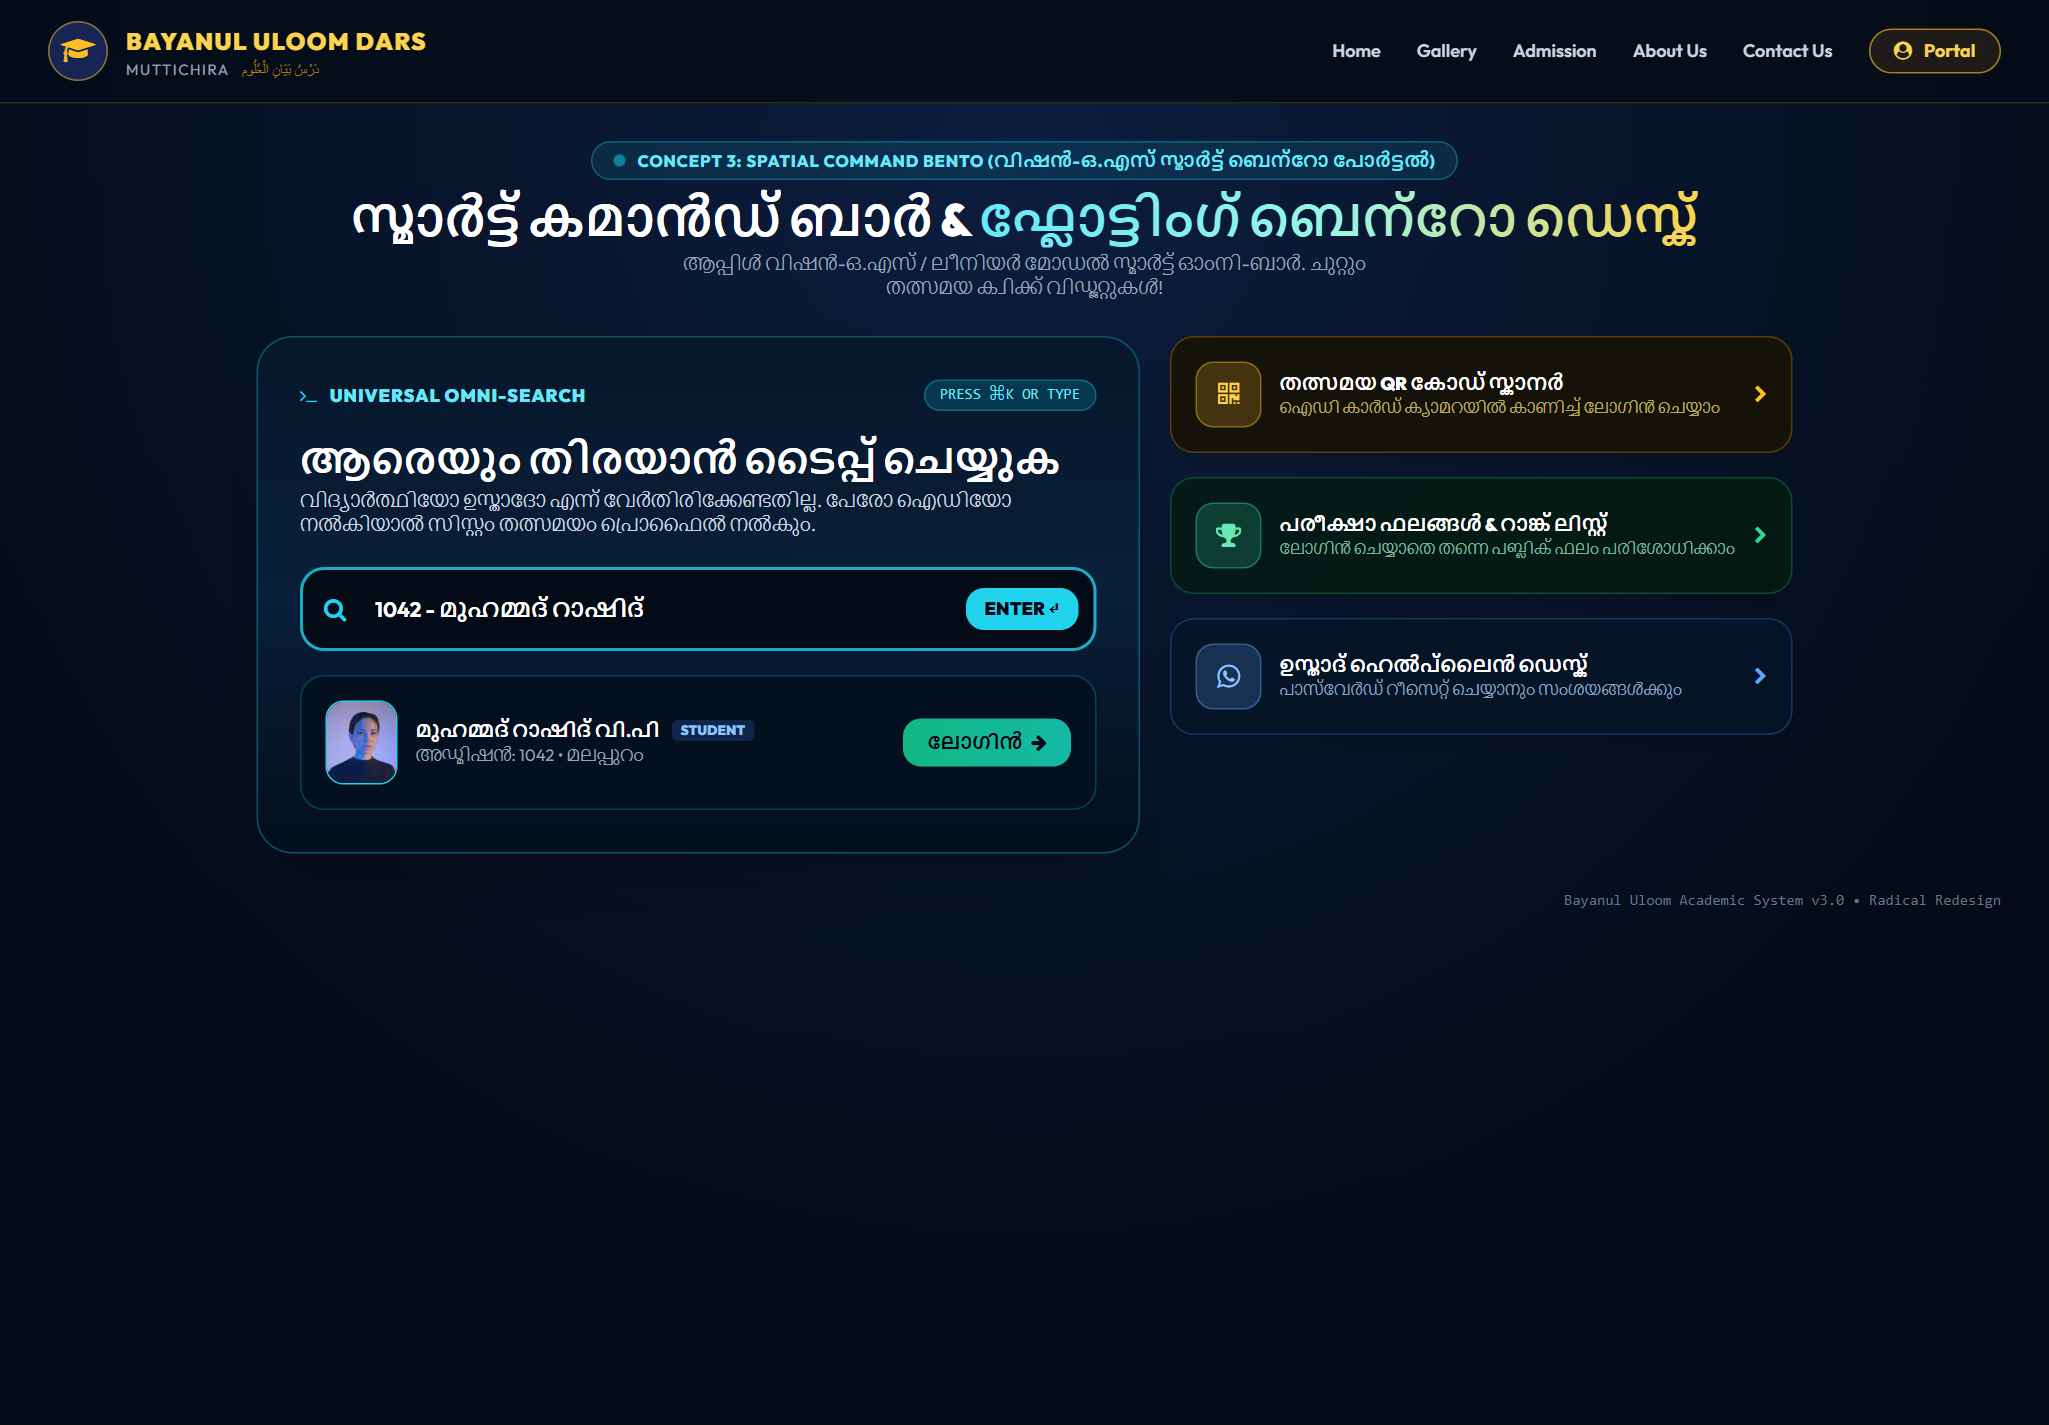 BAYANUL ULOOM DARS
MUTTICHIRA دَرْسُ بَيَانِ الْعُلُوم
Home Gallery Admission About Us Contact Us Portal
CONCEPT 3: SPATIAL COMMAND BENTO (വിഷൻ-ഒ.എസ് സ്മാർട്ട് ബെന്റോ പോർട്ടൽ)
സ്മാർട്ട് കമാൻഡ് ബാർ & ഫ്ലോട്ടിംഗ് ബെന്റോ ഡെസ്ക്
ആപ്പിൾ വിഷൻ-ഒ.എസ് / ലീനിയർ മോഡൽ സ്മാർട്ട് ഓംനി-ബാർ. ചുറ്റും
തത്സമയ ക്വിക്ക് വിഡ്ജറ്റുകൾ!
UNIVERSAL OMNI-SEARCH
PRESS ⌘K OR TYPE
ആരെയും തിരയാൻ ടൈപ്പ് ചെയ്യുക
വിദ്യാർത്ഥിയോ ഉസ്താദോ എന്ന് വേർതിരിക്കേണ്ടതില്ല. പേരോ ഐഡിയോ
നൽകിയാൽ സിസ്റ്റം തത്സമയം പ്രൊഫൈൽ നൽകും.
1042 - മുഹമ്മദ് റാഷിദ്
ENTER ↵
മുഹമ്മദ് റാഷിദ് വി.പി STUDENT
അഡ്മിഷൻ: 1042 • മലപ്പുറം
ലോഗിൻ
തത്സമയ QR കോഡ് സ്കാനർ
ഐഡി കാർഡ് ക്യാമറയിൽ കാണിച്ച് ലോഗിൻ ചെയ്യാം
പരീക്ഷാ ഫലങ്ങൾ & റാങ്ക് ലിസ്റ്റ്
ലോഗിൻ ചെയ്യാതെ തന്നെ പബ്ലിക് ഫലം പരിശോധിക്കാം
ഉസ്താദ് ഹെൽപ്‌ലൈൻ ഡെസ്ക്
പാസ്‌വേർഡ് റീസെറ്റ് ചെയ്യാനും സംശയങ്ങൾക്കും
Bayanul Uloom Academic System v3.0 • Radical Redesign